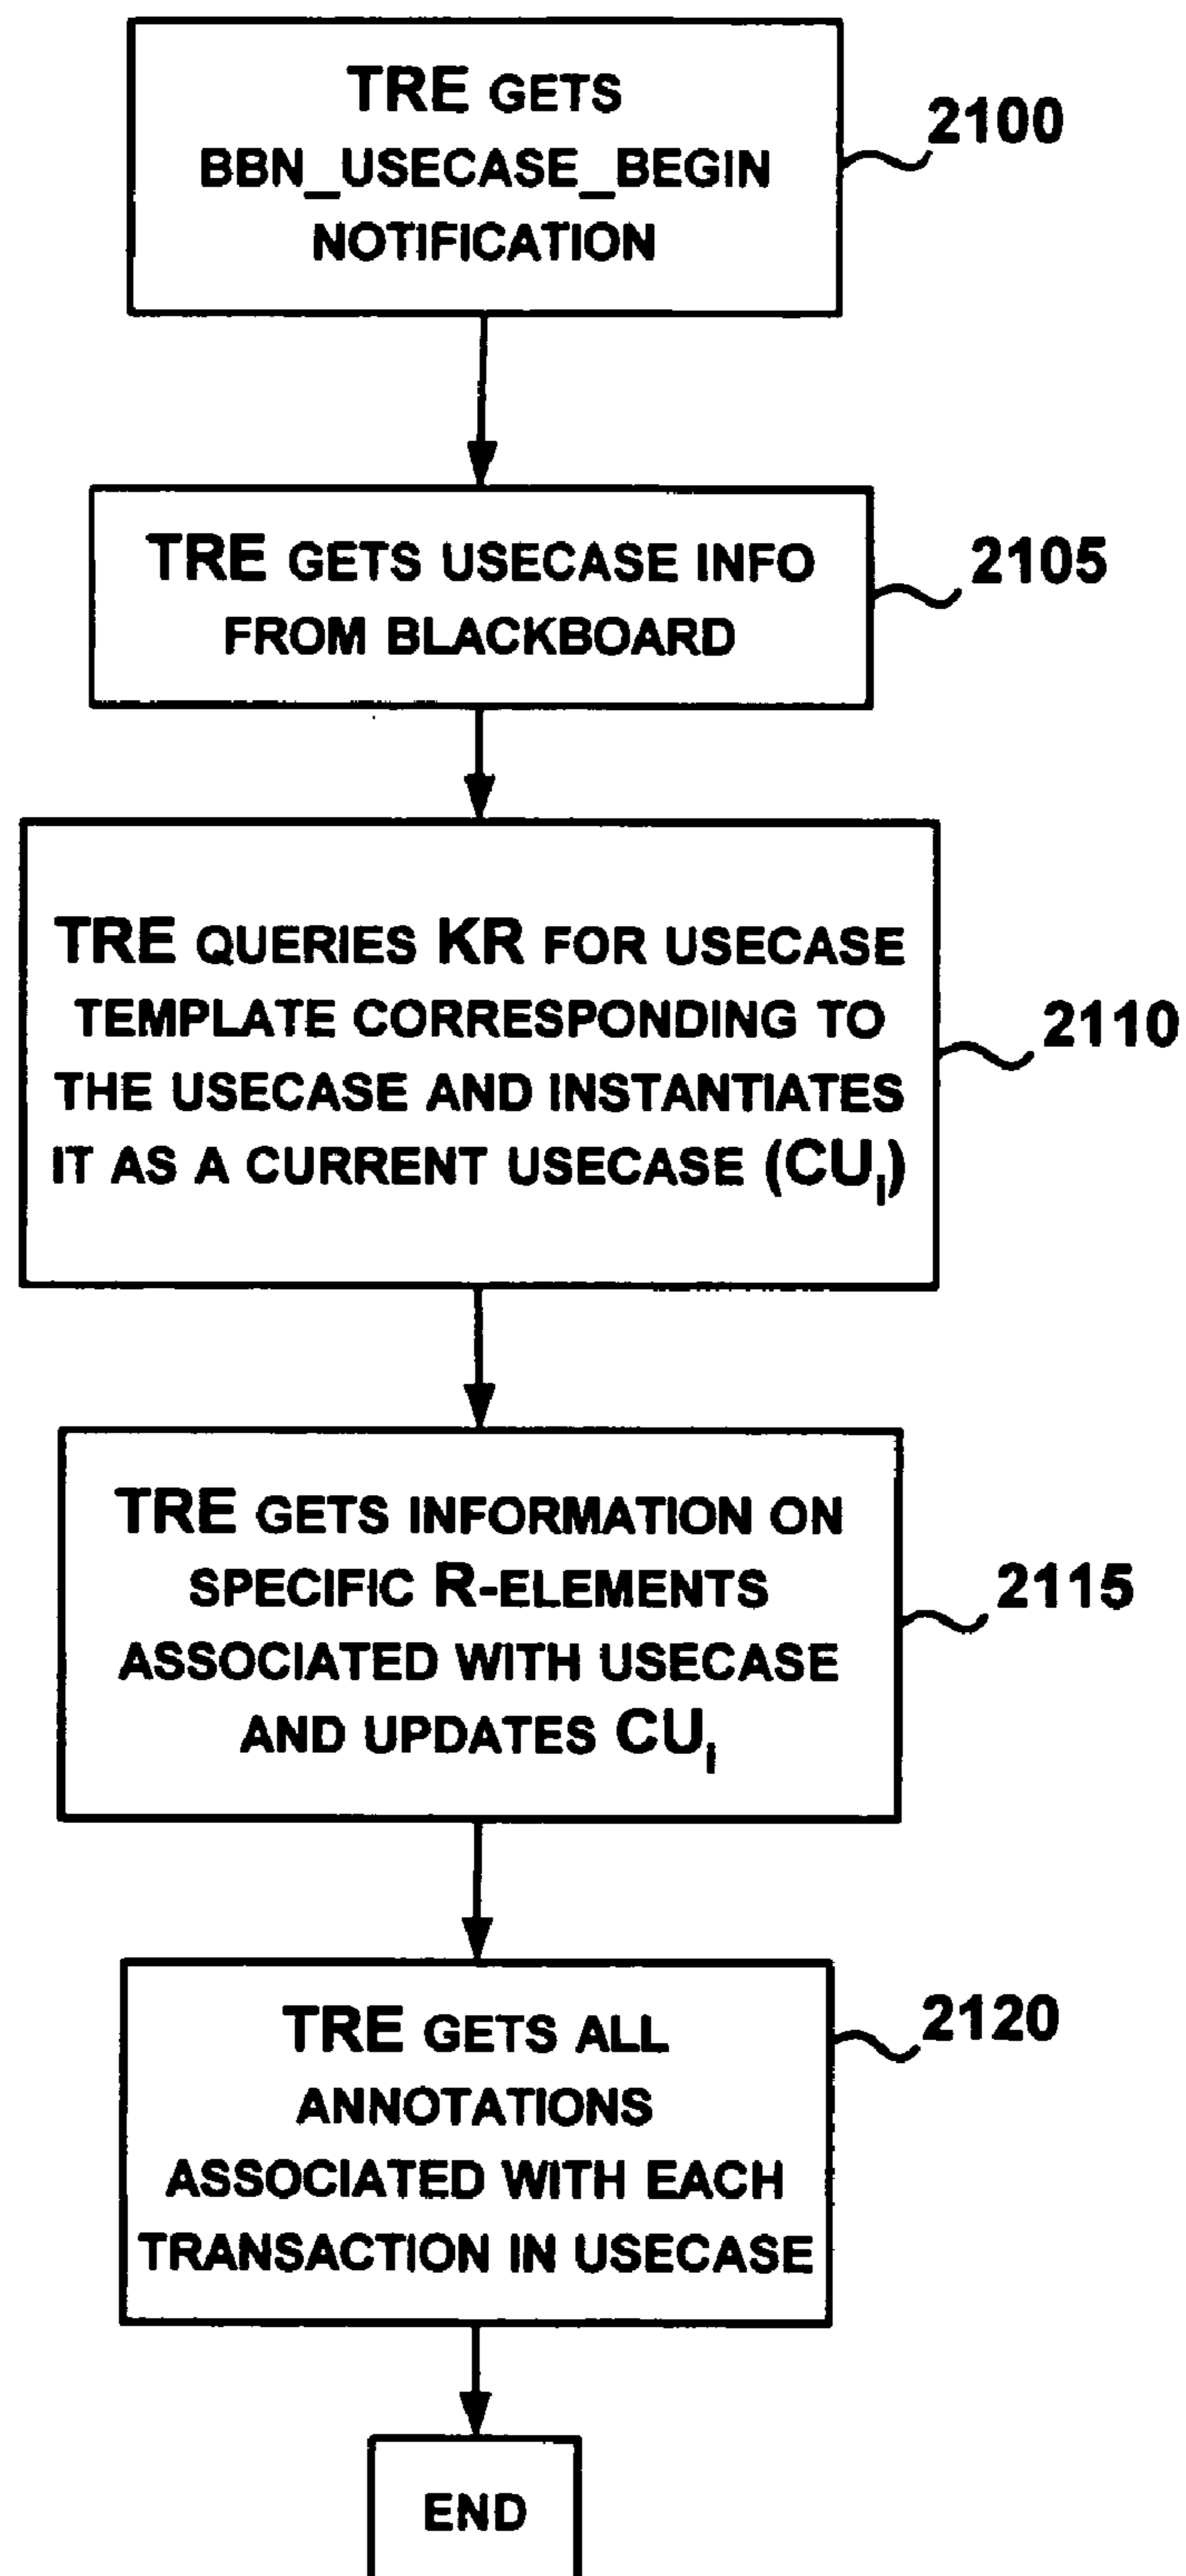 TRE GETS
BBN_USECASE_BEGIN
NOTIFICATION
2100
TRE GETS USECASE INFO
FROM BLACKBOARD
2105
TRE QUERIES KR FOR USECASE
TEMPLATE CORRESPONDING TO
THE USECASE AND INSTANTIATES
IT AS A CURRENT USECASE (CUi)
2110
TRE GETS INFORMATION ON
SPECIFIC R-ELEMENTS
ASSOCIATED WITH USECASE
AND UPDATES CUi
2115
TRE GETS ALL
ANNOTATIONS
ASSOCIATED WITH EACH
TRANSACTION IN USECASE
2120
END